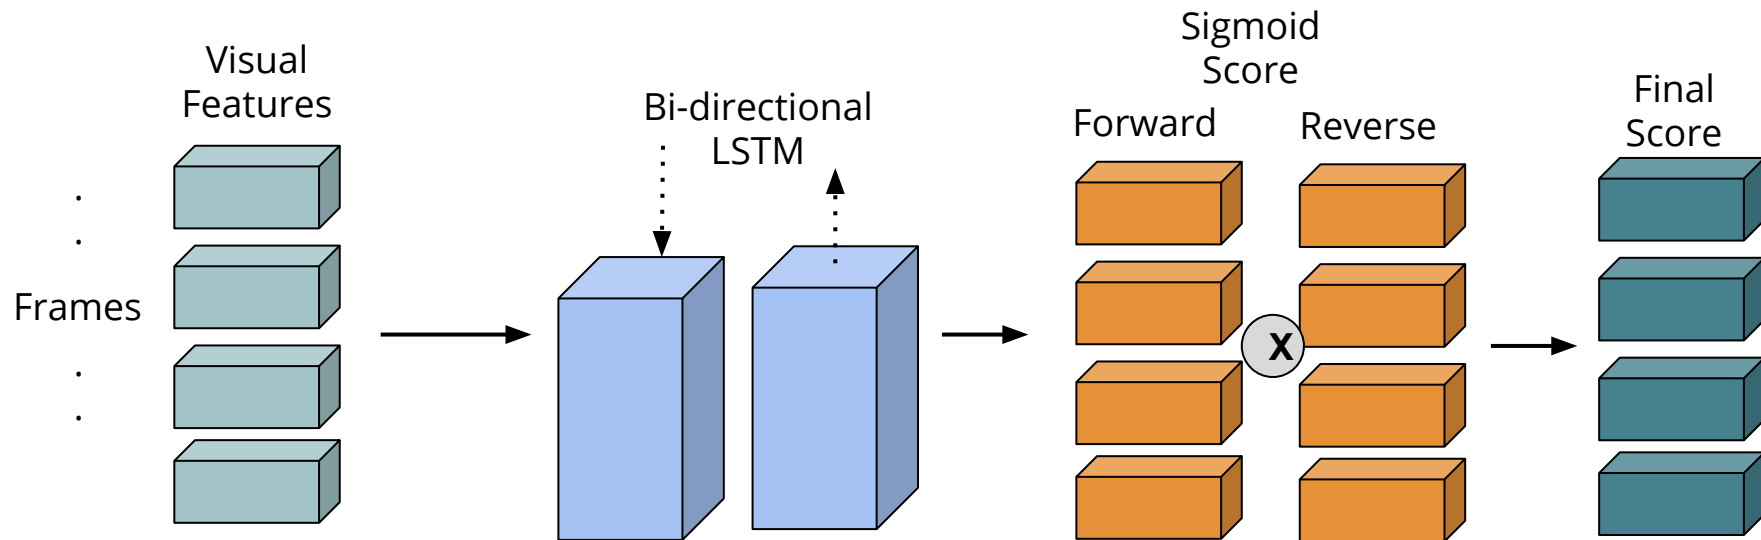 Visual
Features
Frames
Bi-directional
LSTM
Sigmoid
Score
Forward
Reverse
X
Final
Score